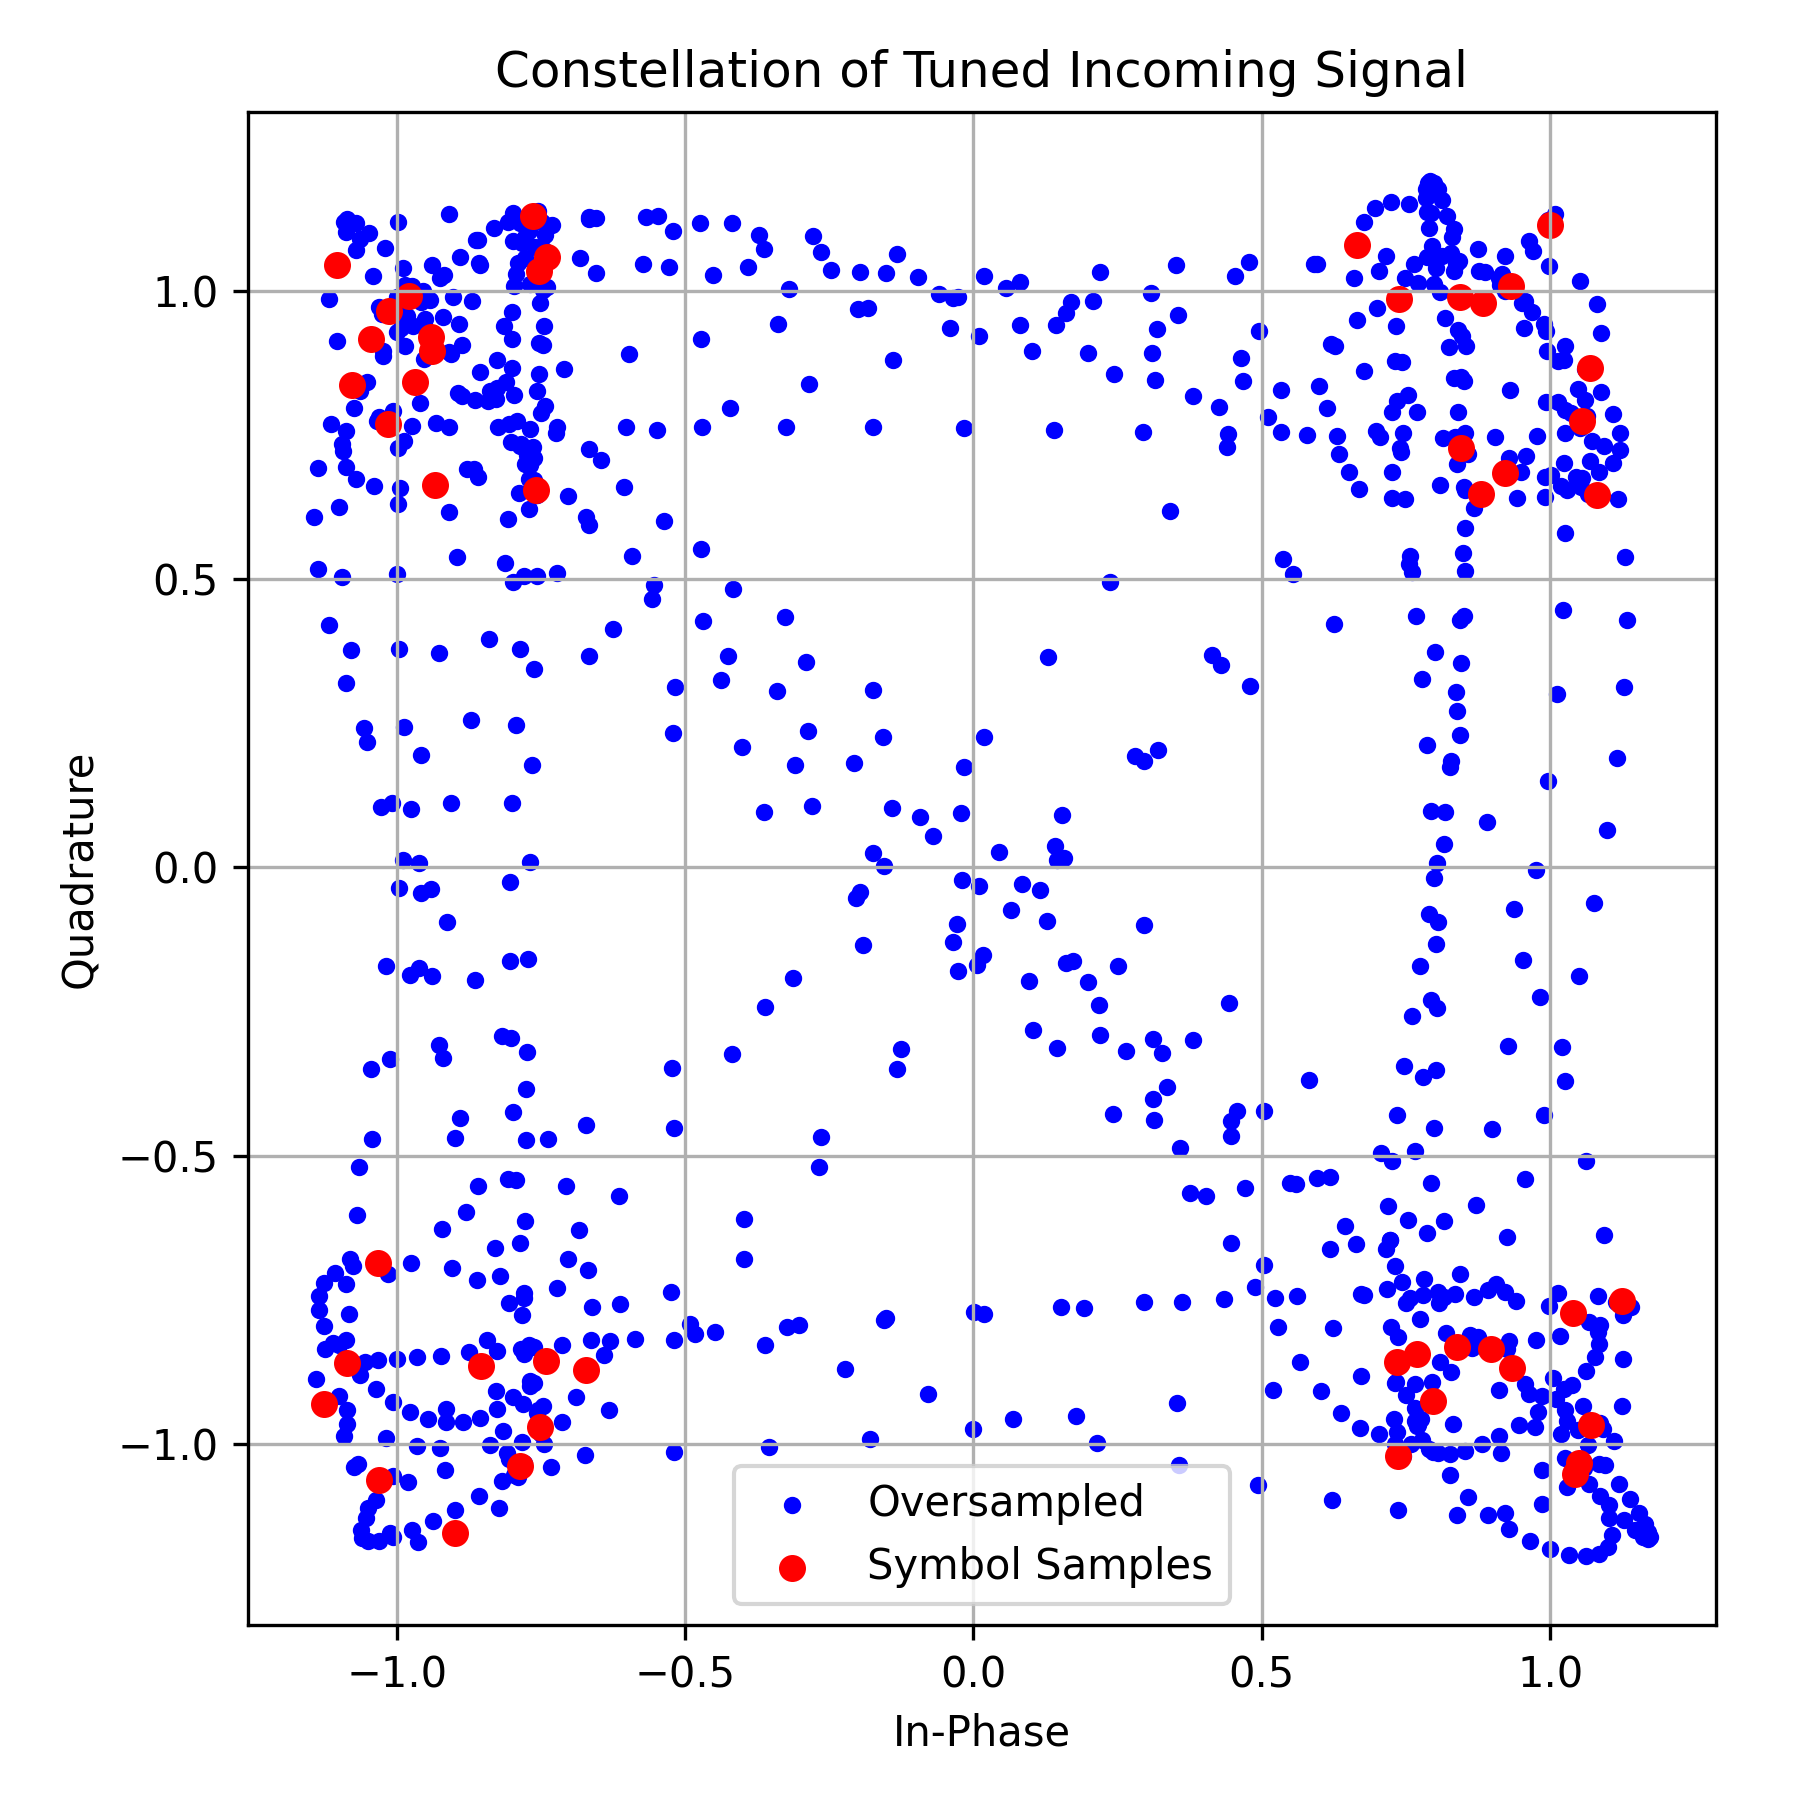 Constellation of Tuned Incoming Signal
Quadrature
1.0
0.5
0.0
−0.5
−1.0
Oversampled
Symbol Samples
−1.0 −0.5 0.0 0.5 1.0
In-Phase